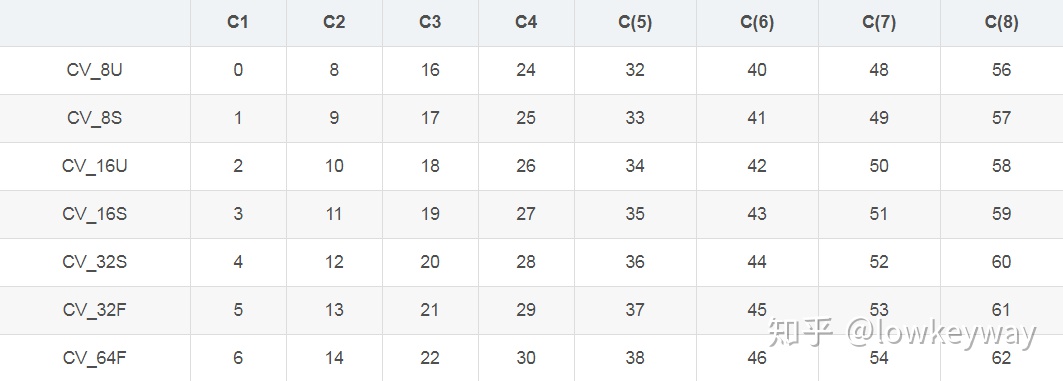 C1 C2 C3 C4 C(5) C(6) C(7) C(8)
CV_8U 0 8 16 24 32 40 48 56
CV_8S 1 9 17 25 33 41 49 57
CV_16U 2 10 18 26 34 42 50 58
CV_16S 3 11 19 27 35 43 51 59
CV_32S 4 12 20 28 36 44 52 60
CV_32F 5 13 21 29 37 45 53 61
CV_64F 6 14 22 30 38 46 54 62
知乎 @lowkeyway